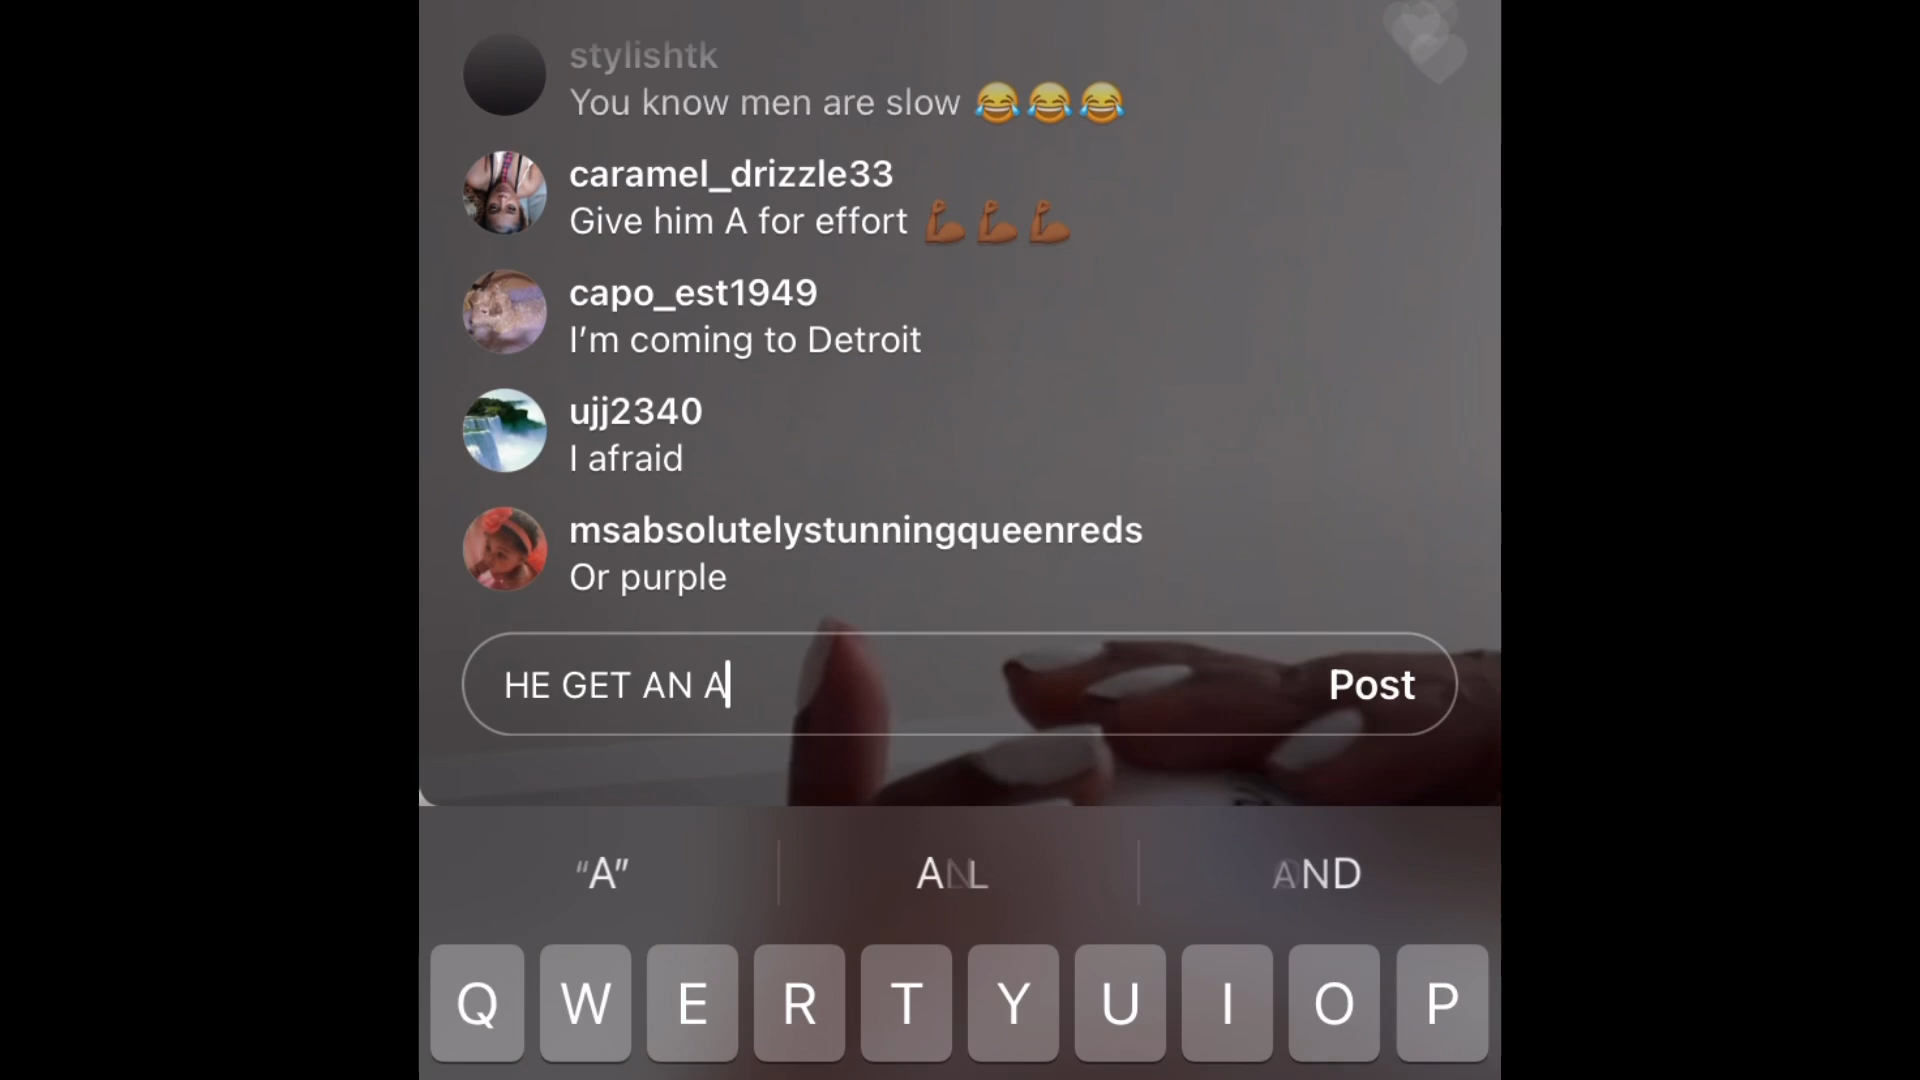 stylishtk
You know men are slow 😂😂😂
caramel_drizzle33
Give him A for effort 💪🏾💪🏾💪🏾
capo_est1949
I’m coming to Detroit
ujj2340
I afraid
msabsolutelystunningqueenreds
Or purple
HE GET AN A
Post
“A” AND
Q W E R T Y U I O P